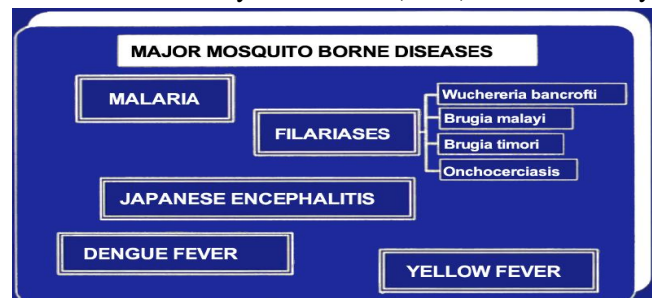 MAJOR MOSQUITO BORNE DISEASES
MALARIA
FILARIASES
Wuchereria bancrofti
Brugia malayi
Brugia timori
Onchocerciasis
JAPANESE ENCEPHALITIS
DENGUE FEVER
YELLOW FEVER